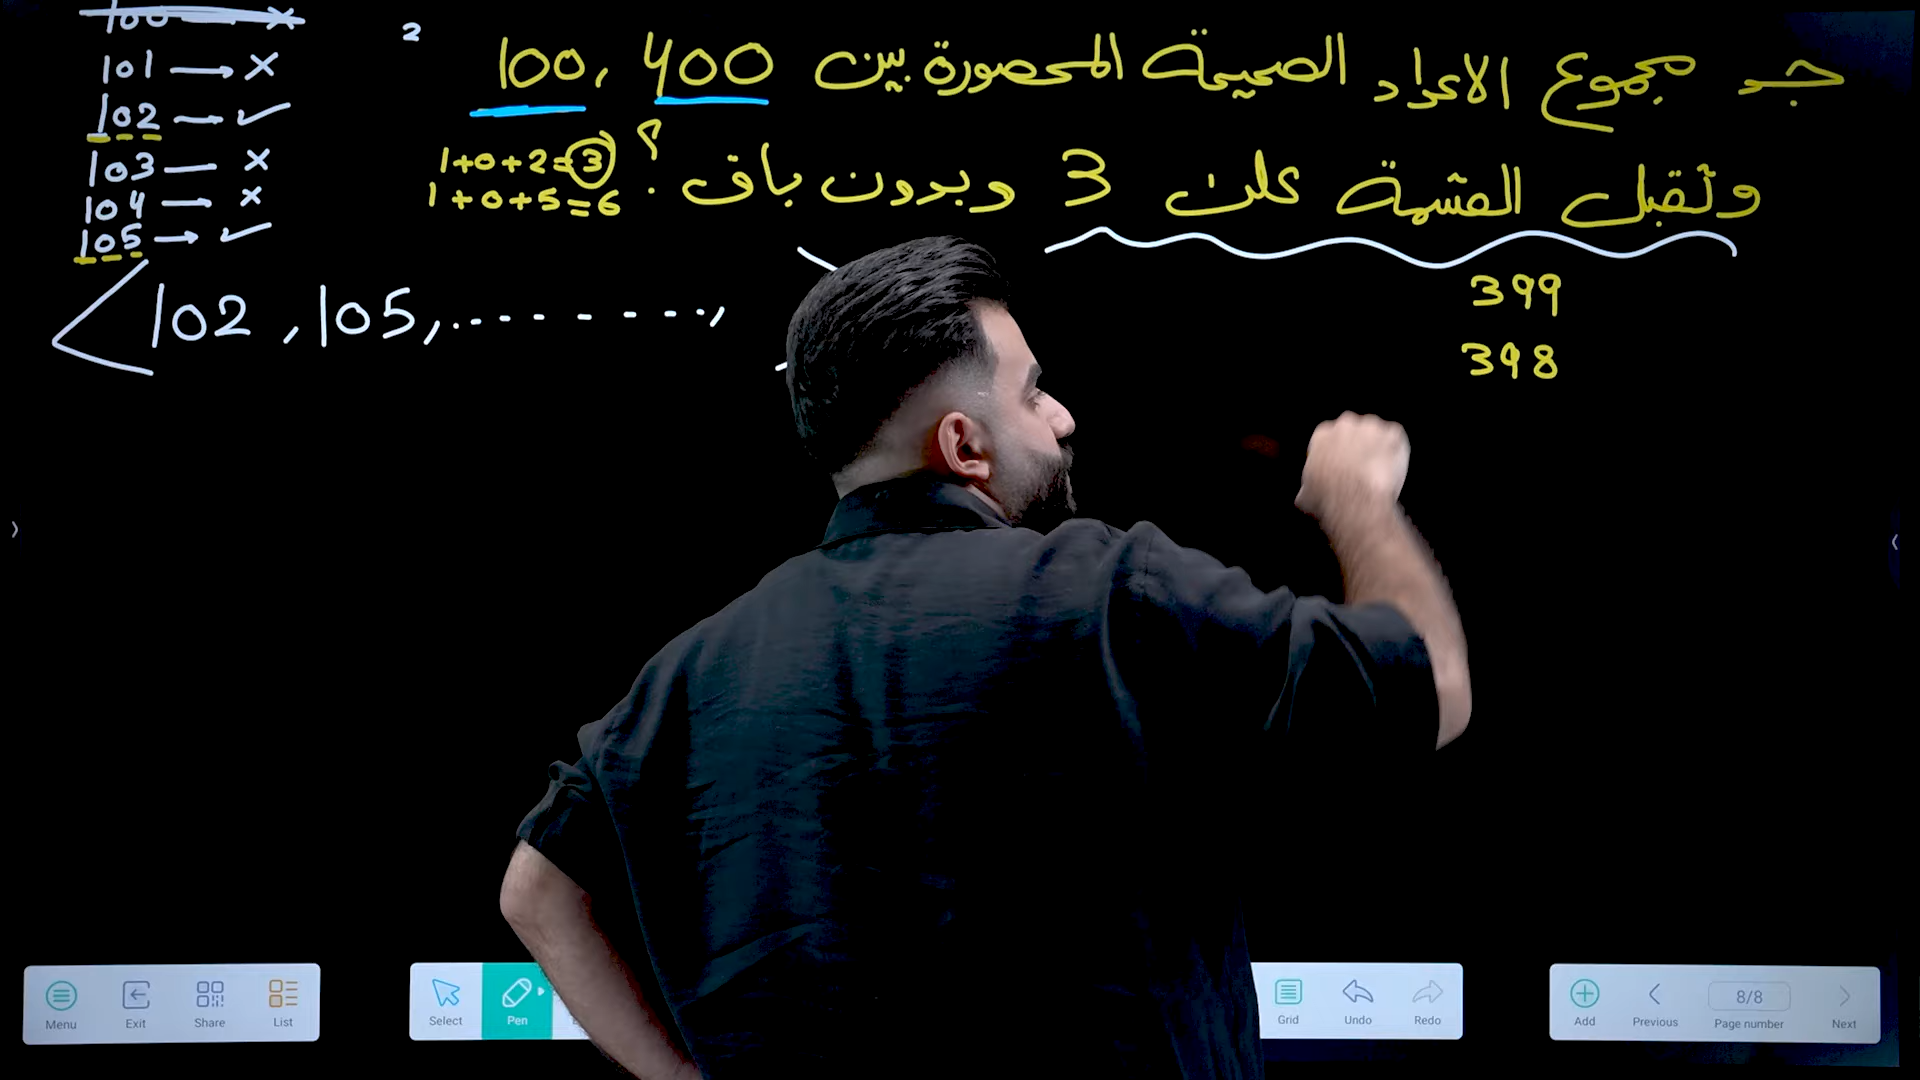 جد مجموع الاعداد الصحيحة المحصورة بين 400 , 100
وتقبل القسمة على 3 وبدون باق ؟
2
100 — ×
101 → ×
102 → ✓
103 — ×
104 → ×
105 → ✓
1+0+2=3
1+0+5=6
102 , 105, ........,
399
398
Menu Exit Share List
Select Pen
Grid Undo Redo
Add Previous 8/8 Page number Next